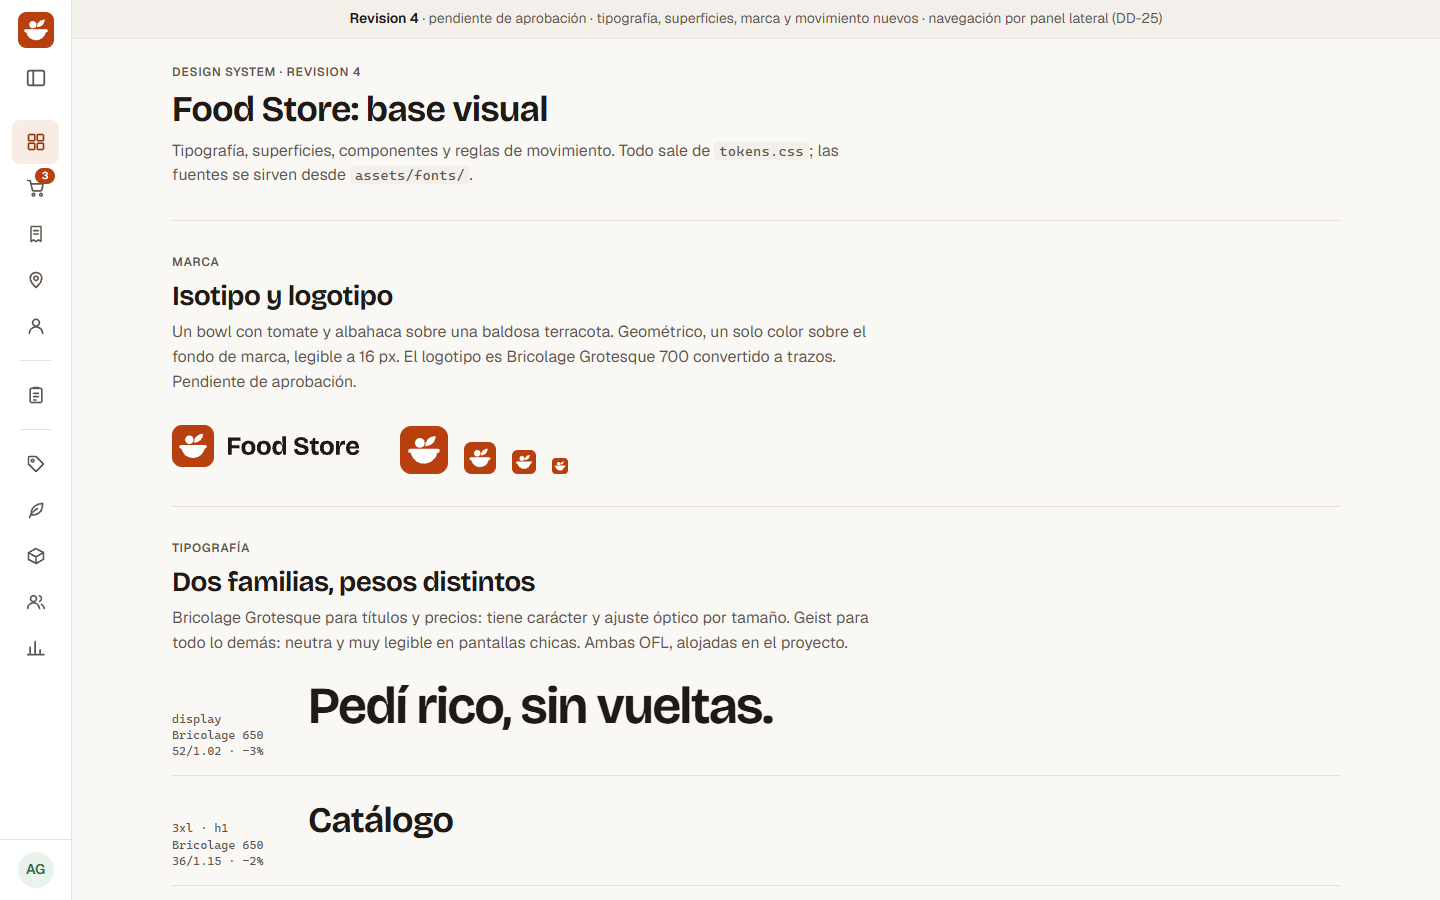 Revision 4 · pendiente de aprobación · tipografía, superficies, marca y movimiento nuevos · navegación por panel lateral (DD-25)
DESIGN SYSTEM · REVISION 4
Food Store: base visual
Tipografía, superficies, componentes y reglas de movimiento. Todo sale de tokens.css; las
fuentes se sirven desde assets/fonts/.
3
MARCA
Isotipo y logotipo
Un bowl con tomate y albahaca sobre una baldosa terracota. Geométrico, un solo color sobre el
fondo de marca, legible a 16 px. El logotipo es Bricolage Grotesque 700 convertido a trazos.
Pendiente de aprobación.
Food Store
TIPOGRAFÍA
Dos familias, pesos distintos
Bricolage Grotesque para títulos y precios: tiene carácter y ajuste óptico por tamaño. Geist para
todo lo demás: neutra y muy legible en pantallas chicas. Ambas OFL, alojadas en el proyecto.
display
Bricolage 650
52/1.02 · −3%
Pedí rico, sin vueltas.
3xl · h1
Bricolage 650
36/1.15 · −2%
Catálogo
AG